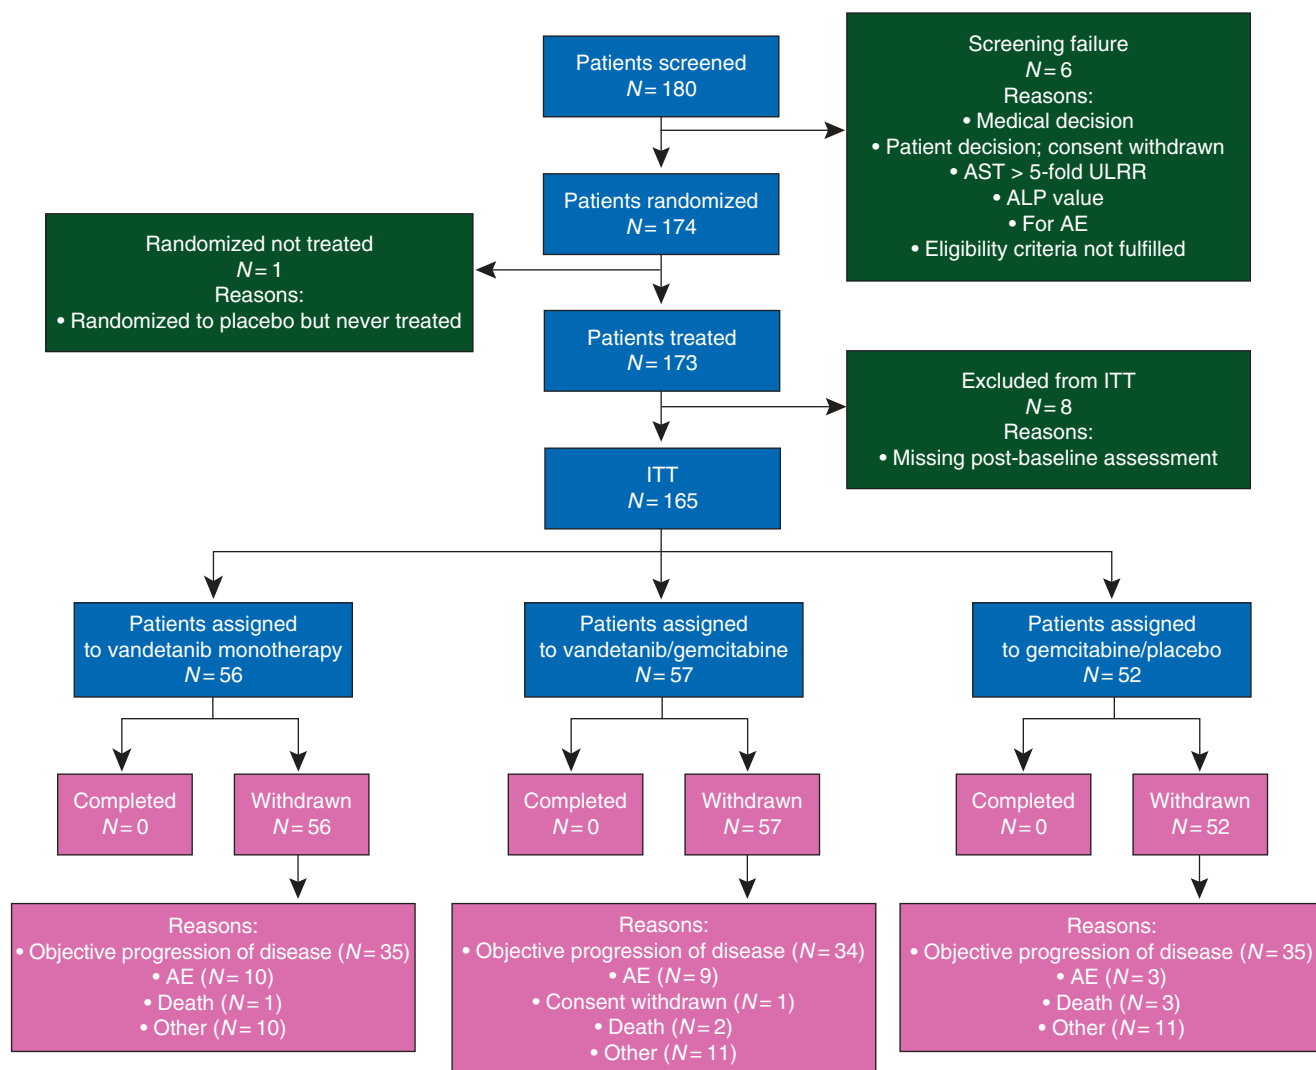 Patients screened
N = 180
Screening failure
N = 6
Reasons:
• Medical decision
• Patient decision; consent withdrawn
• AST > 5-fold ULRR
• ALP value
• For AE
• Eligibility criteria not fulfilled
Patients randomized
N = 174
Randomized not treated
N = 1
Reasons:
• Randomized to placebo but never treated
Patients treated
N = 173
Excluded from ITT
N = 8
Reasons:
• Missing post-baseline assessment
ITT
N = 165
Patients assigned
to vandetanib monotherapy
N = 56
Patients assigned
to vandetanib/gemcitabine
N = 57
Patients assigned
to gemcitabine/placebo
N = 52
Completed
N = 0
Withdrawn
N = 56
Completed
N = 0
Withdrawn
N = 57
Completed
N = 0
Withdrawn
N = 52
Reasons:
• Objective progression of disease (N = 35)
• AE (N = 10)
• Death (N = 1)
• Other (N = 10)
Reasons:
• Objective progression of disease (N = 34)
• AE (N = 9)
• Consent withdrawn (N = 1)
• Death (N = 2)
• Other (N = 11)
Reasons:
• Objective progression of disease (N = 35)
• AE (N = 3)
• Death (N = 3)
• Other (N = 11)